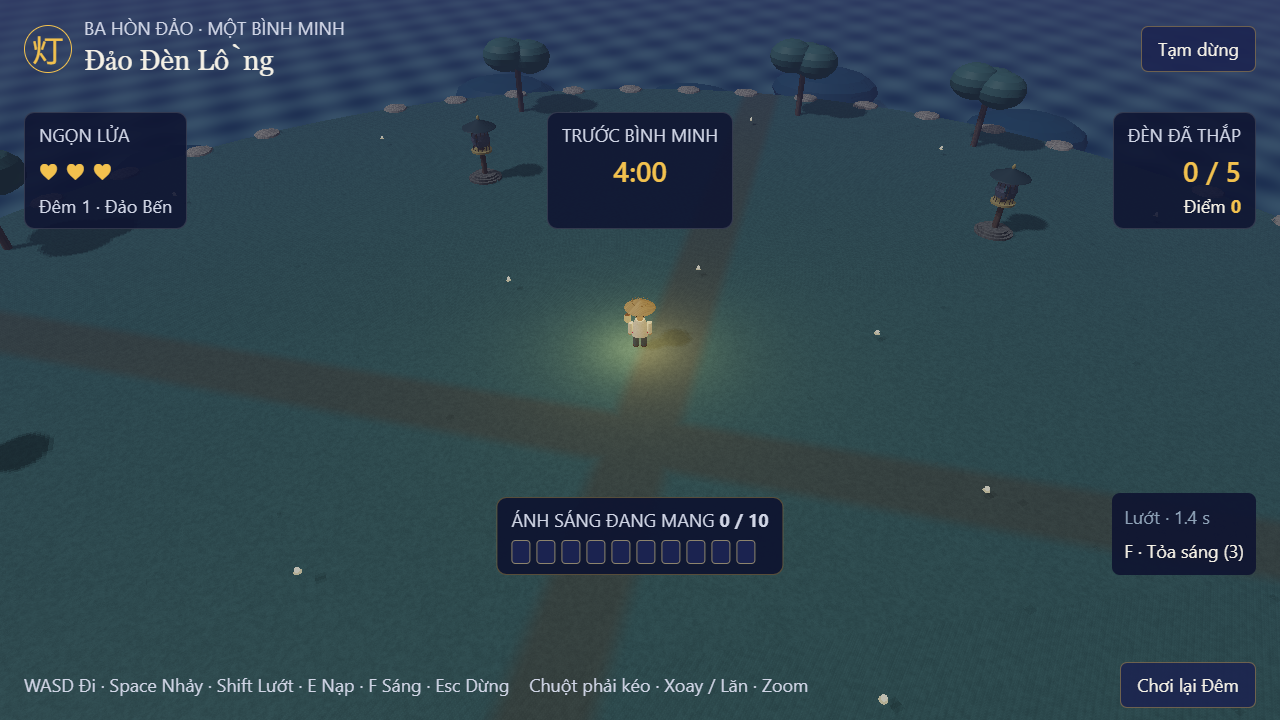 灯
BA HÒN ĐẢO · MỘT BÌNH MINH
Đảo Đèn Lồng
Tạm dừng
NGỌN LỬA
Đêm 1 · Đảo Bến
TRƯỚC BÌNH MINH
4:00
ĐÈN ĐÃ THẮP
0 / 5
Điểm 0
ÁNH SÁNG ĐANG MANG 0 / 10
Lướt · 1.4 s
F · Tỏa sáng (3)
WASD Đi · Space Nhảy · Shift Lướt · E Nạp · F Sáng · Esc Dừng Chuột phải kéo · Xoay / Lăn · Zoom
Chơi lại Đêm